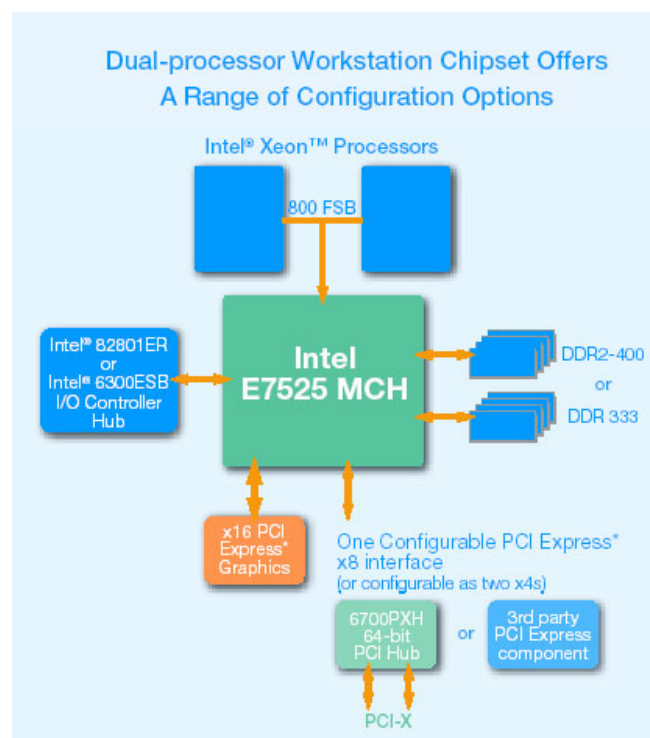 Dual-processor Workstation Chipset Offers
A Range of Configuration Options
Intel® Xeon™ Processors
800 FSB
Intel® 82801ER
or
Intel® 6300ESB
I/O Controller
Hub
Intel
E7525 MCH
DDR2-400
or
DDR 333
x16 PCI
Express*
Graphics
One Configurable PCI Express*
x8 interface
(or configurable as two x4s)
6700PXH
64-bit
PCI Hub
or
3rd party
PCI Express
component
PCI-X